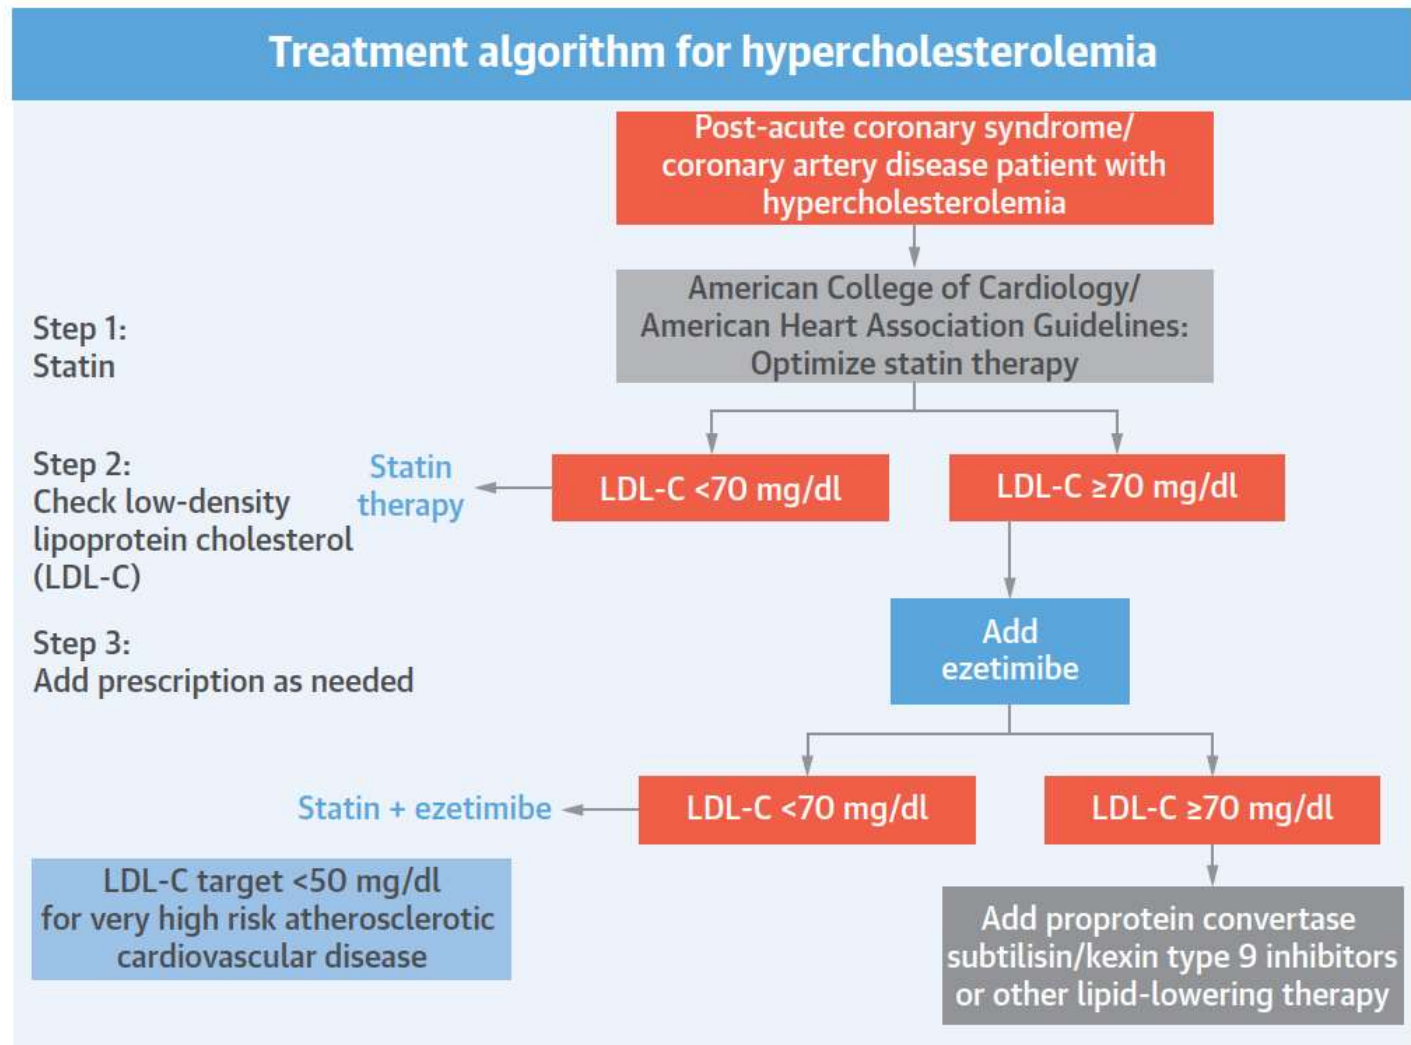 Treatment algorithm for hypercholesterolemia
Post-acute coronary syndrome/
coronary artery disease patient with
hypercholesterolemia
Step 1:
Statin
American College of Cardiology/
American Heart Association Guidelines:
Optimize statin therapy
Step 2:
Check low-density
lipoprotein cholesterol
(LDL-C)
Statin
therapy
LDL-C <70 mg/dl
LDL-C ≥70 mg/dl
Step 3:
Add prescription as needed
Add
ezetimibe
Statin + ezetimibe
LDL-C <70 mg/dl
LDL-C ≥70 mg/dl
LDL-C target <50 mg/dl
for very high risk atherosclerotic
cardiovascular disease
Add proprotein convertase
subtilisin/kexin type 9 inhibitors
or other lipid-lowering therapy